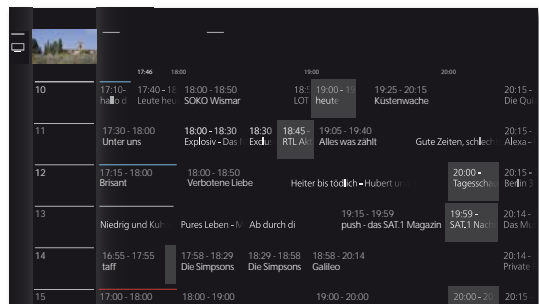 17:46 18:00 19:00 20:00
10 17:10- 17:40 - 18 18:00 - 18:50 18:5 19:00 - 19 19:25 - 20:15 20:15 -
hallo d Leute heu SOKO Wismar LOT heute Küstenwache Die Qui
11 17:30 - 18:00 18:00 - 18:30 18:30 18:45 - 19:05 - 19:40 20:15 -
Unter uns Explosiv - Das Exclu RTL Akt Alles was zählt Gute Zeiten, schlech Alexa -
12 17:15 - 18:00 18:00 - 18:50 20:00 - 20:15 -
Brisant Verbotene Liebe Heiter bis tödlich - Hubert un Tagesschau Berlin
13 19:15 - 19:59 19:59 - 20:14 -
Niedrig und Kuh Pures Leben - M Ab durch di push - das SAT.1 Magazin SAT.1 Nach Das Mu
14 16:55 - 17:55 17:58 - 18:29 18:29 - 18:58 18:58 - 20:14 20:14 -
taff Die Simpsons Die Simpsons Galileo Private
15 17:00 - 18:00 18:00 - 19:00 19:00 - 20:00 20:00 - 20 20:15 -